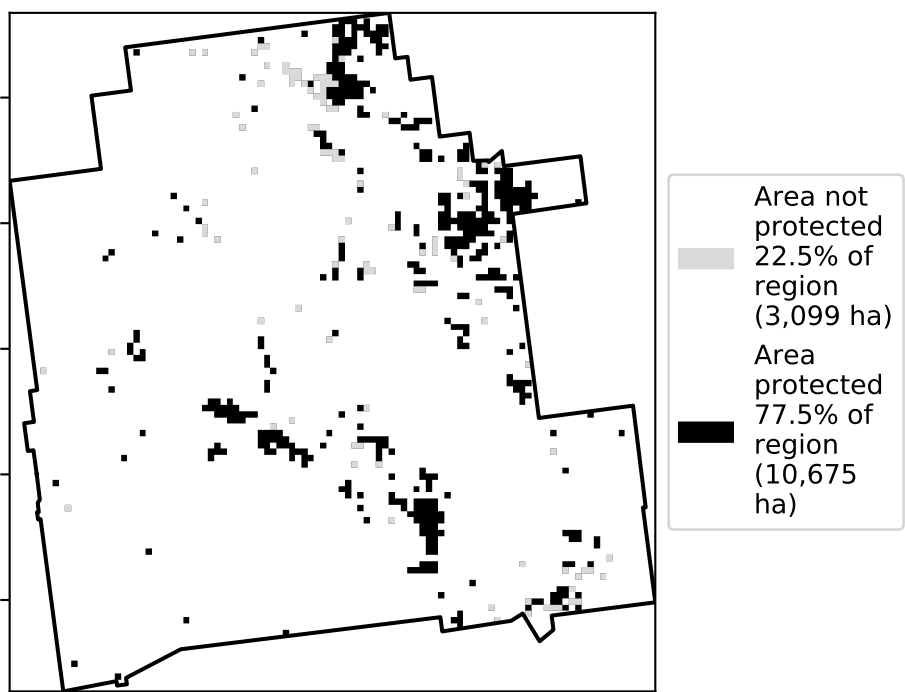 Area not
protected
22.5% of
region
(3,099 ha)
Area
protected
77.5% of
region
(10,675
ha)